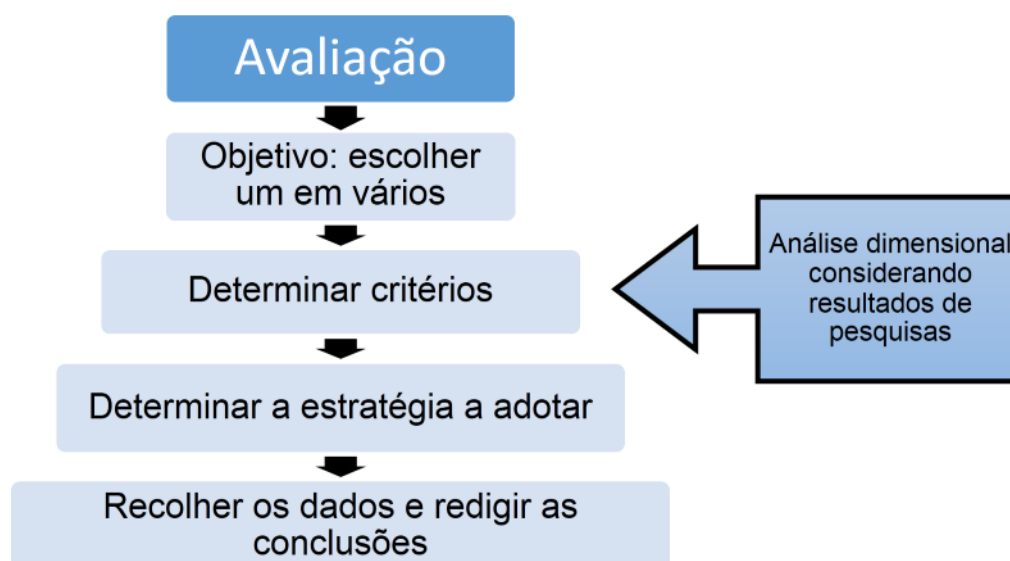 Avaliação
Objetivo: escolher
um em vários
Determinar critérios
Análise dimensional
considerando
resultados de
pesquisas
Determinar a estratégia a adotar
Recolher os dados e redigir as
conclusões